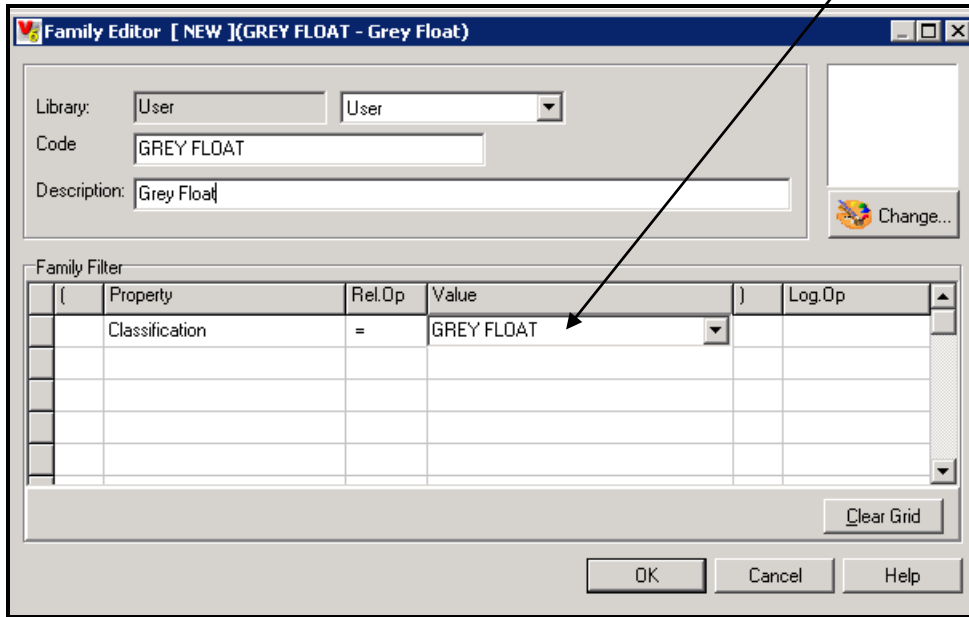 Family Editor [ NEW ](GREY FLOAT - Grey Float)
Library: User User
Code GREY FLOAT
Description: Grey Float
Change...
Family Filter
( Property Rel.Op Value ) Log.Op
Classification = GREY FLOAT
Clear Grid
OK Cancel Help